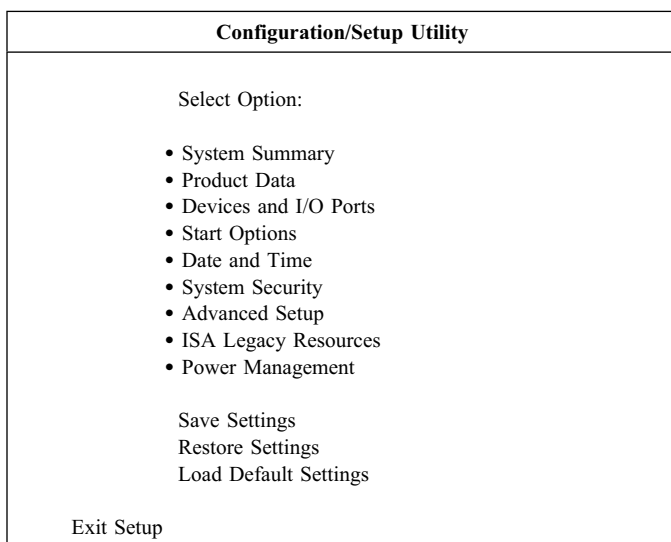 Configuration/Setup Utility
Select Option:
• System Summary
• Product Data
• Devices and I/O Ports
• Start Options
• Date and Time
• System Security
• Advanced Setup
• ISA Legacy Resources
• Power Management
Save Settings
Restore Settings
Load Default Settings
Exit Setup